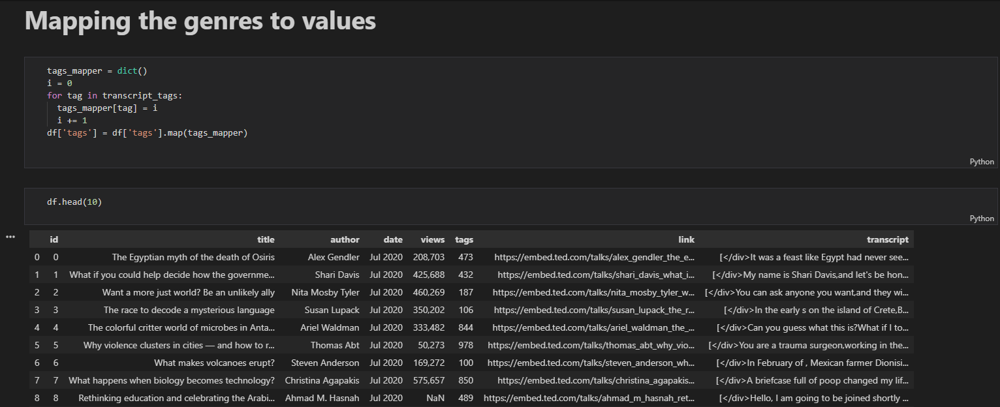 Mapping the genres to values
tags_mapper = dict()
i = 0
for tag in transcript_tags:
tags_mapper[tag] = i
i += 1
df['tags'] = df['tags'].map(tags_mapper)
Python
df.head(10)
Python
id title author date views tags link transcript
0 0 The Egyptian myth of the death of Osiris Alex Gendler Jul 2020 208,703 473 https://embed.ted.com/talks/alex_gendler_the_e... [</div>It was a feast like Egypt had never see...
1 1 What if you could help decide how the governme... Shari Davis Jul 2020 425,688 432 https://embed.ted.com/talks/shari_davis_what_i... [</div>My name is Shari Davis,and let's be hon...
2 2 Want a more just world? Be an unlikely ally Nita Mosby Tyler Jul 2020 460,269 187 https://embed.ted.com/talks/nita_mosby_tyler_w... [</div>You can ask anyone you want,and they wi...
3 3 The race to decode a mysterious language Susan Lupack Jul 2020 350,202 106 https://embed.ted.com/talks/susan_lupack_the_r... [</div>In the early s on the island of Crete,B...
4 4 The colorful critter world of microbes in Anta... Ariel Waldman Jul 2020 333,482 844 https://embed.ted.com/talks/ariel_waldman_the_... [</div>Can you guess what this is?What if I to...
5 5 Why violence clusters in cities — and how to r... Thomas Abt Jul 2020 50,273 978 https://embed.ted.com/talks/thomas_abt_why_vio... [</div>You are a trauma surgeon,working in the...
6 6 What makes volcanoes erupt? Steven Anderson Jul 2020 169,272 100 https://embed.ted.com/talks/steven_anderson_wh... [</div>In February of , Mexican farmer Dionisi...
7 7 What happens when biology becomes technology? Christina Agapakis Jul 2020 575,657 850 https://embed.ted.com/talks/christina_agapakis... [</div>A briefcase full of poop changed my lif...
8 8 Rethinking education and celebrating the Arabi... Ahmad M. Hasnah Jul 2020 NaN 489 https://embed.ted.com/talks/ahmad_m_hasnah_ret... [</div>Hello, I am going to be joined shortly ...